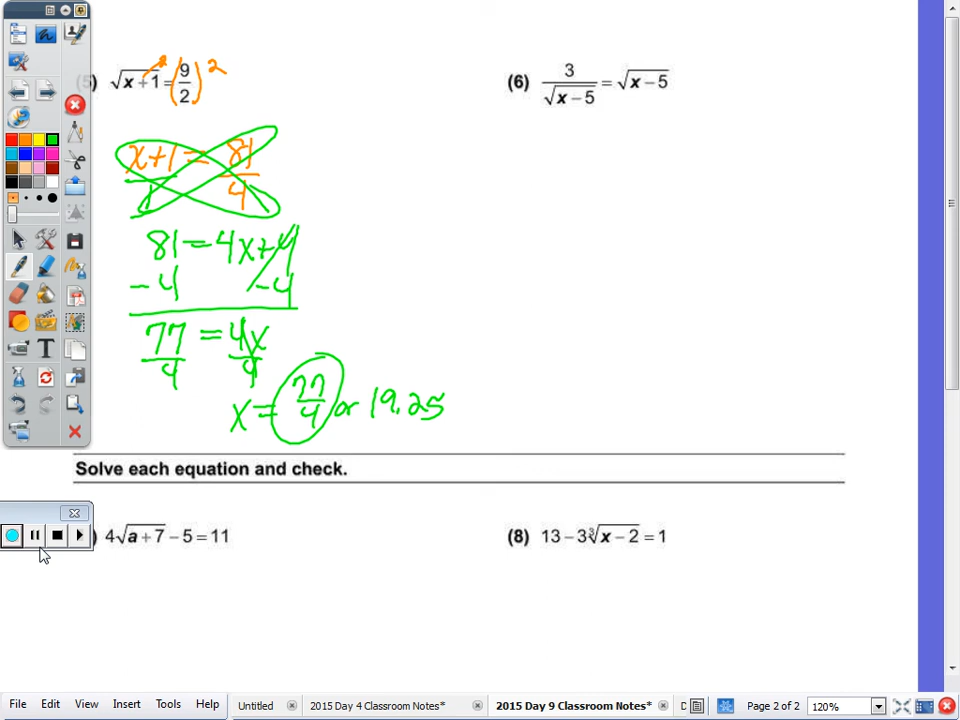 (5) √x+1 = (9/2)²
(6) 3/√x−5 = √x−5
x+1/1 = 81/4
81 = 4x+4
−4 −4
77/4 = 4x/4
x = 77/4 or 19.25
Solve each equation and check.
) 4√a+7 − 5 = 11
(8) 13 − 3∛x−2 = 1
File Edit View Insert Tools Help Untitled 2015 Day 4 Classroom Notes* 2015 Day 9 Classroom Notes* D Page 2 of 2 120%